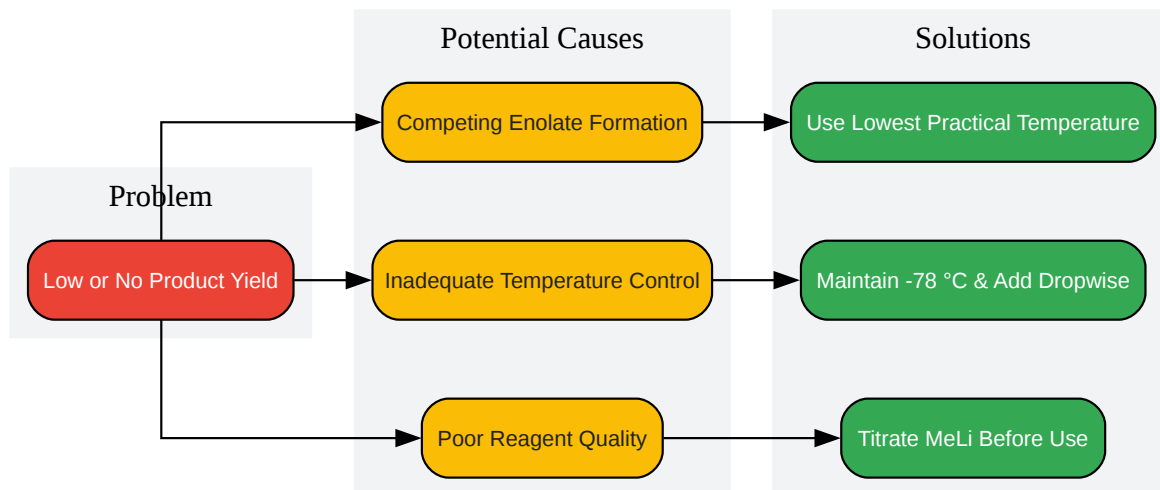 Potential Causes
Solutions
Competing Enolate Formation
Use Lowest Practical Temperature
Problem
Low or No Product Yield
Inadequate Temperature Control
Maintain -78 °C & Add Dropwise
Poor Reagent Quality
Titrate MeLi Before Use